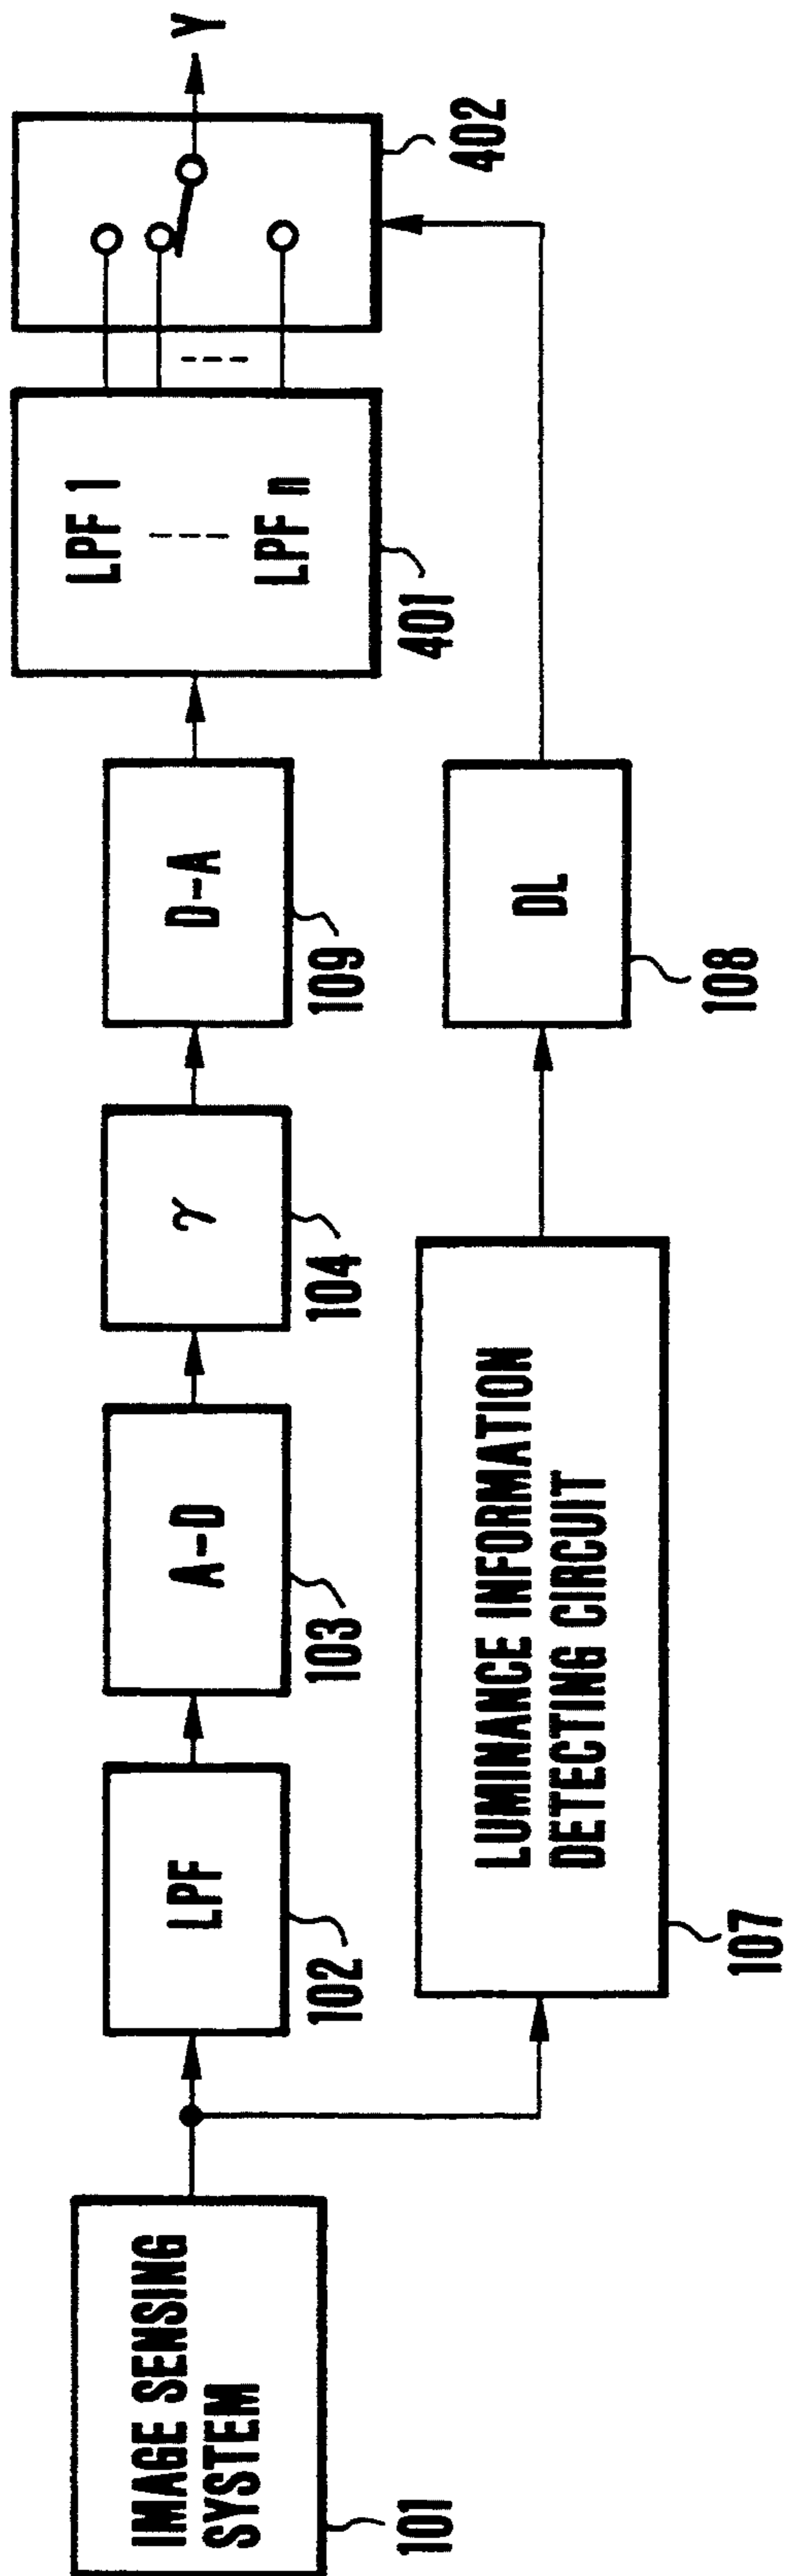 IMAGE SENSING
SYSTEM
101
LPF
102
A-D
103
γ
104
D-A
109
LPF 1
LPF n
401
402
Y
LUMINANCE INFORMATION
DETECTING CIRCUIT
107
DL
108